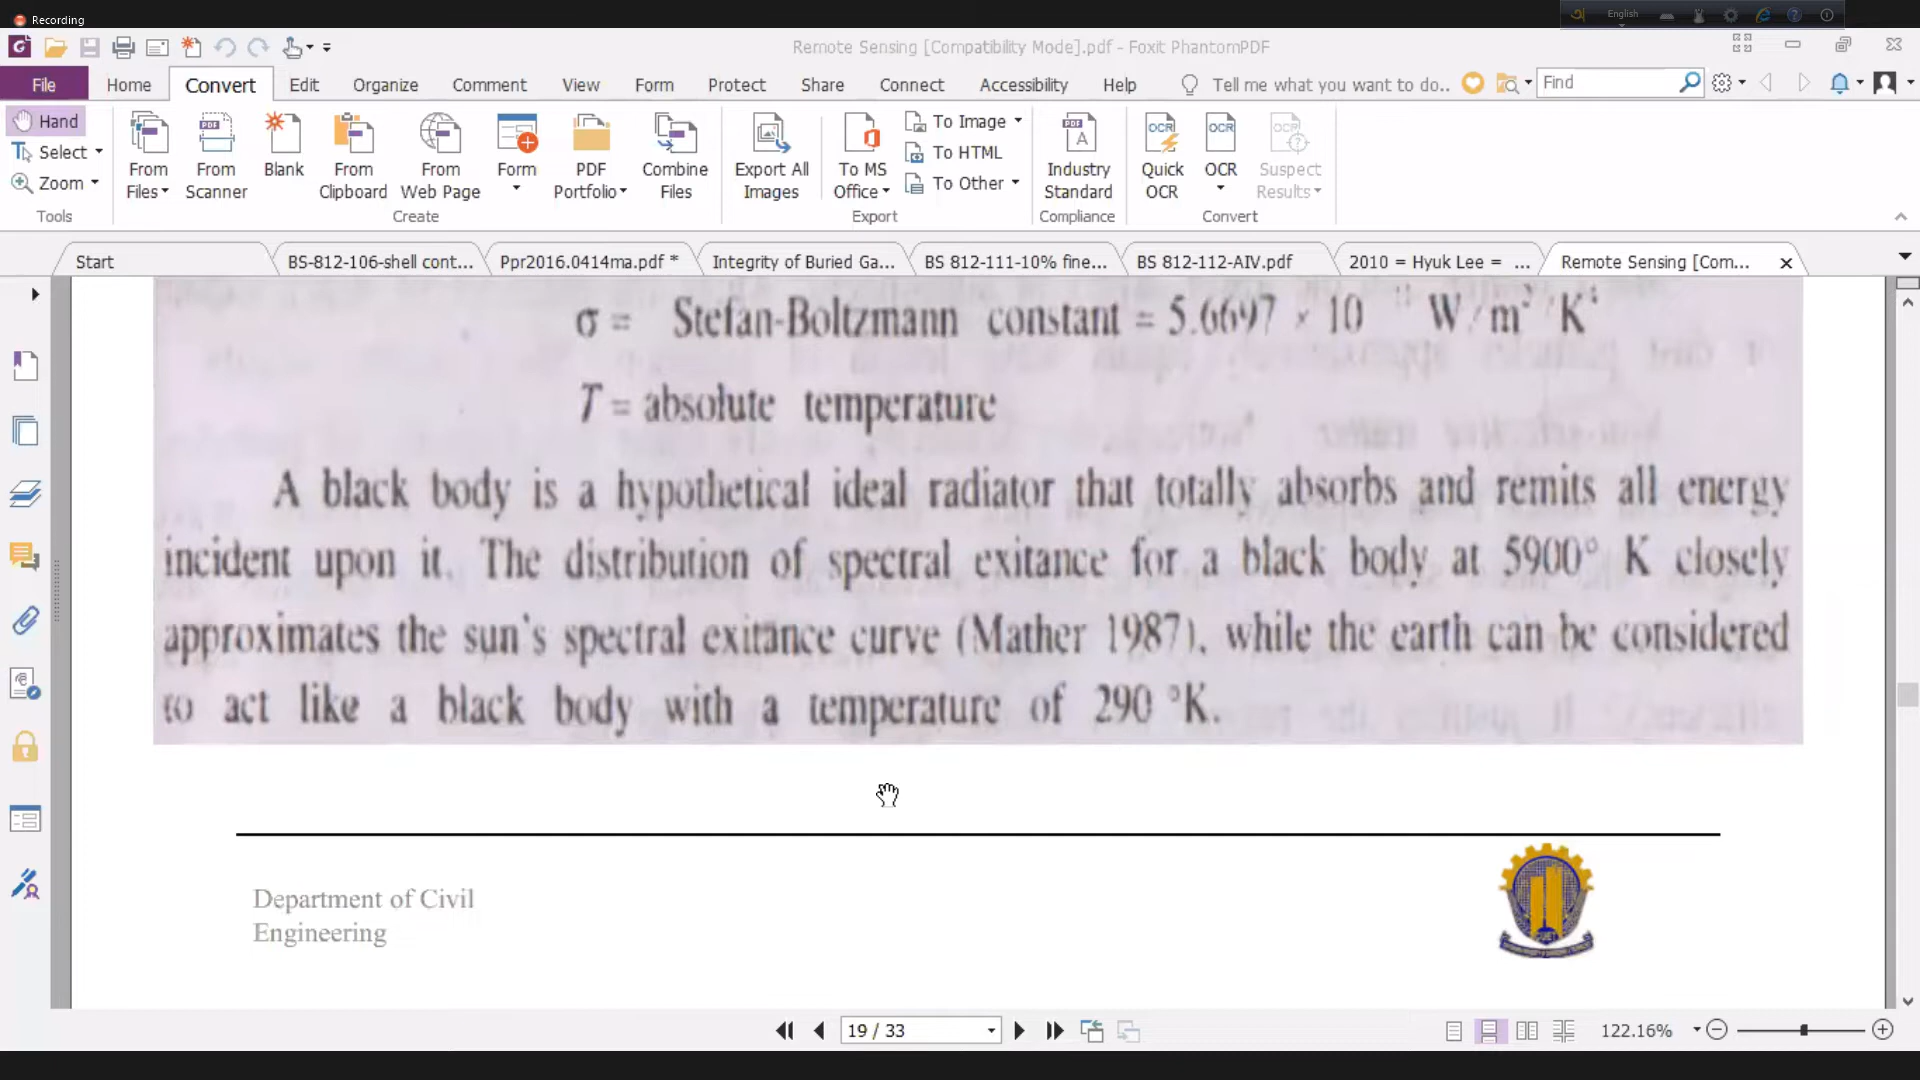 Recording
English
Remote Sensing [Compatibility Mode].pdf - Foxit PhantomPDF
File Home Convert Edit Organize Comment View Form Protect Share Connect Accessibility Help Tell me what you want to do.. Find
Hand
Select
Zoom
Tools
From Files
From Scanner
Blank
From Clipboard
From Web Page
Form
PDF Portfolio
Combine Files
Create
Export All Images
To MS Office
To Image
To HTML
To Other
Export
Industry Standard
Compliance
Quick OCR
OCR
Suspect Results
Convert
Start BS-812-106-shell cont... Ppr2016.0414ma.pdf * Integrity of Buried Ga... BS 812-111-10% fine... BS 812-112-AIV.pdf 2010 = Hyuk Lee = ... Remote Sensing [Com...
σ = Stefan-Boltzmann constant = 5.6697 × 10 W/m² K⁴
T = absolute temperature
A black body is a hypothetical ideal radiator that totally absorbs and remits all energy
incident upon it. The distribution of spectral exitance for a black body at 5900° K closely
approximates the sun's spectral exitance curve (Mather 1987), while the earth can be considered
to act like a black body with a temperature of 290 °K.
Department of Civil
Engineering
19 / 33
122.16%